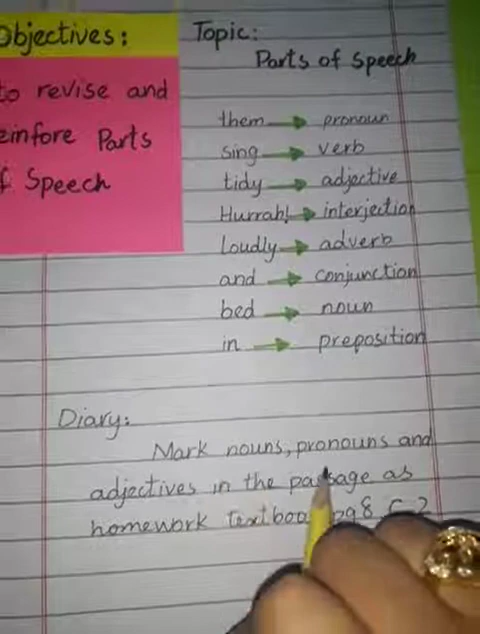 Objectives:
to revise and
einfore Parts
f Speech
Topic:
Parts of Speech
them → pronoun
sing → verb
tidy → adjective
Hurrah! → interjection
Loudly → adverb
and → conjunction
bed → noun
in → preposition
Diary:
Mark nouns, pronouns and
adjectives in the passage as
homework textboo pg8